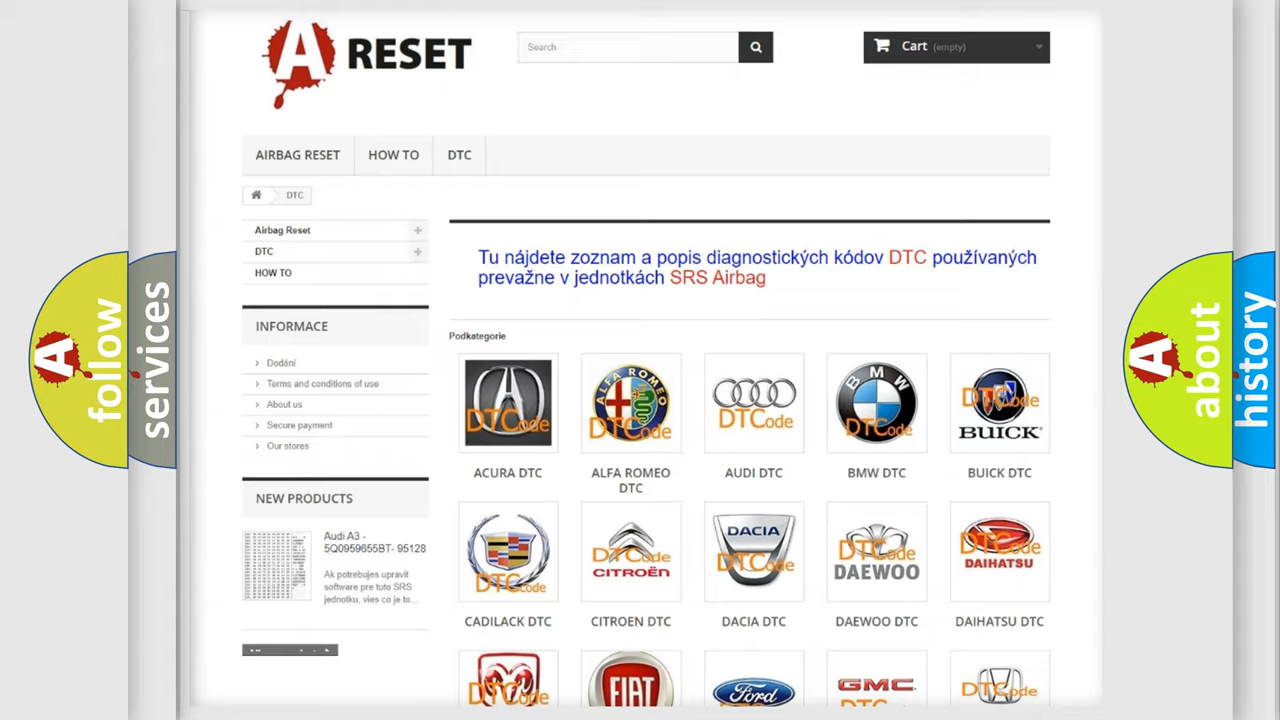 A RESET
Search
Cart (empty)
AIRBAG RESET
HOW TO
DTC
DTC
Airbag Reset
DTC
HOW TO
Tu nájdete zoznam a popis diagnostických kódov DTC používaných
prevažne v jednotkách SRS Airbag
INFORMACE
Dodání
Terms and conditions of use
About us
Secure payment
Our stores
Podkategorie
DTCode
ALFA ROMEO
DTCode
DTCode
BMW
DTCode
DTCode
BUICK
ACURA DTC
ALFA ROMEO
DTC
AUDI DTC
BMW DTC
BUICK DTC
NEW PRODUCTS
Audi A3 -
5Q0959655BT- 95128
Ak potrebujes upravit
software pre tuto SRS
jednotku, vies co je to...
DTCode
DTCode
CITROËN
DACIA
DTCode
DTCode
DAEWOO
DTCode
DAIHATSU
CADILACK DTC
CITROEN DTC
DACIA DTC
DAEWOO DTC
DAIHATSU DTC
DTCode
FIAT
Ford
GMC
DTCode
A
follow
services
A
about
history